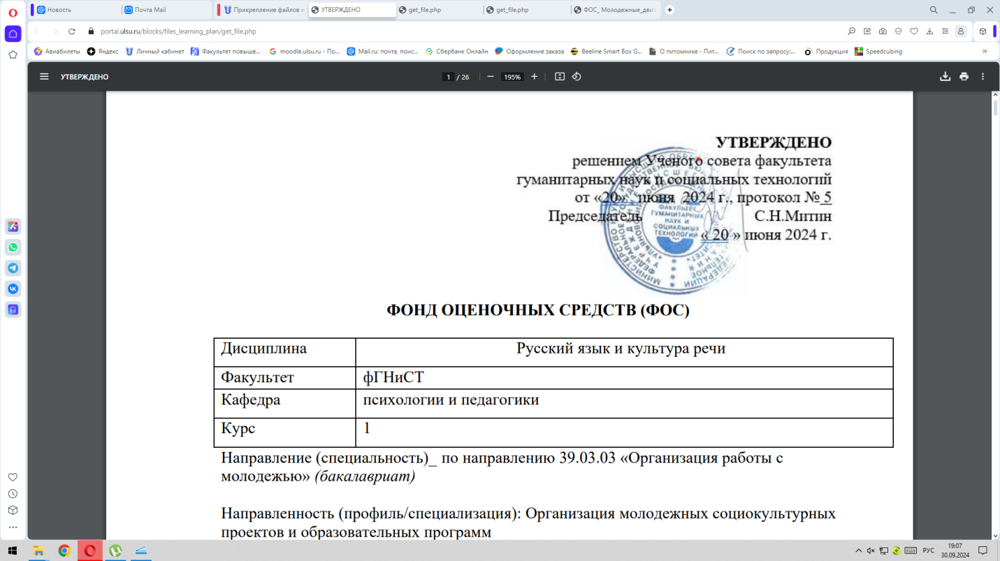 Новость
Почта Mail
Прикрепление файлов к
УТВЕРЖДЕНО
get_file.php
get_file.php
ФОС_ Молодежные_дви
portal.ulsu.ru/blocks/files_learning_plan/get_file.php
Авиабилеты
Яндекс
Личный кабинет
Факультет повыше...
moodle.ulsu.ru - По...
Mail.ru: почта, поис...
Сбербанк Онлайн
Оформление заказа
Beeline Smart Box G...
О питомнике - Пит...
Поиск по запросу:...
Продукция
Speedcubing
УТВЕРЖДЕНО
1 / 26
195%
УТВЕРЖДЕНО
решением Ученого совета факультета
гуманитарных наук и социальных технологий
от «20» июня 2024 г., протокол № 5
Председатель С.Н.Митин
« 20 » июня 2024 г.
ФАКУЛЬТЕТ
ГУМАНИТАРНЫХ
НАУК И
СОЦИАЛЬНЫХ
ТЕХНОЛОГИЙ
ФОНД ОЦЕНОЧНЫХ СРЕДСТВ (ФОС)
Дисциплина Русский язык и культура речи
Факультет фГНиСТ
Кафедра психологии и педагогики
Курс 1
Направление (специальность)_ по направлению 39.03.03 «Организация работы с
молодежью» (бакалавриат)
Направленность (профиль/специализация): Организация молодежных социокультурных
проектов и образовательных программ
РУС
19:07
30.09.2024